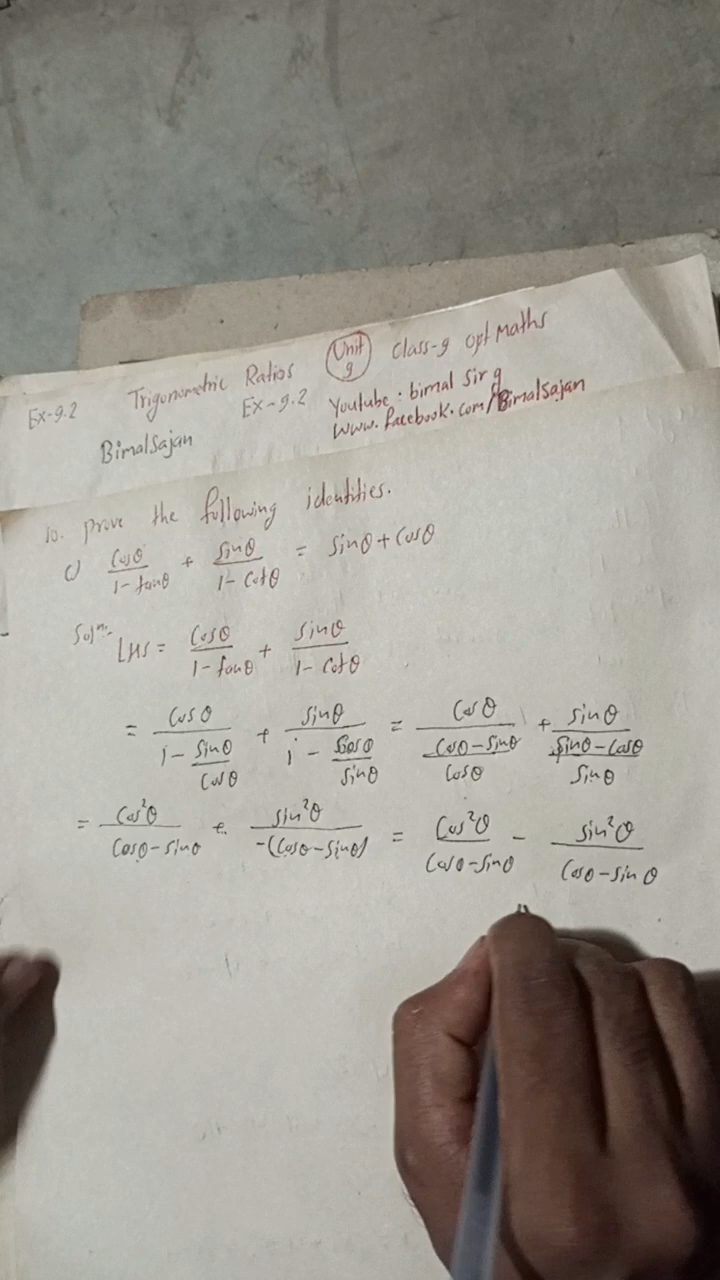 Ex-9.2 Trigonometric Ratios Unit 9 Class-9 opt Maths
BimalSajan Ex-9.2 Youtube : bimal Sir g
www.facebook.com/BimalSajan
10. prove the following identities.
c) Cosθ/(1-tanθ) + Sinθ/(1-Cotθ) = Sinθ+Cosθ
Soln. LHS = Cosθ/(1-tanθ) + Sinθ/(1-Cotθ)
= Cosθ/(1-Sinθ/Cosθ) + Sinθ/(1-Cosθ/Sinθ) = Cosθ/((Cosθ-Sinθ)/Cosθ) + Sinθ/((Sinθ-Cosθ)/Sinθ)
= Cos²θ/(Cosθ-Sinθ) + Sin²θ/(-(Cosθ-Sinθ)) = Cos²θ/(Cosθ-Sinθ) - Sin²θ/(Cosθ-Sinθ)